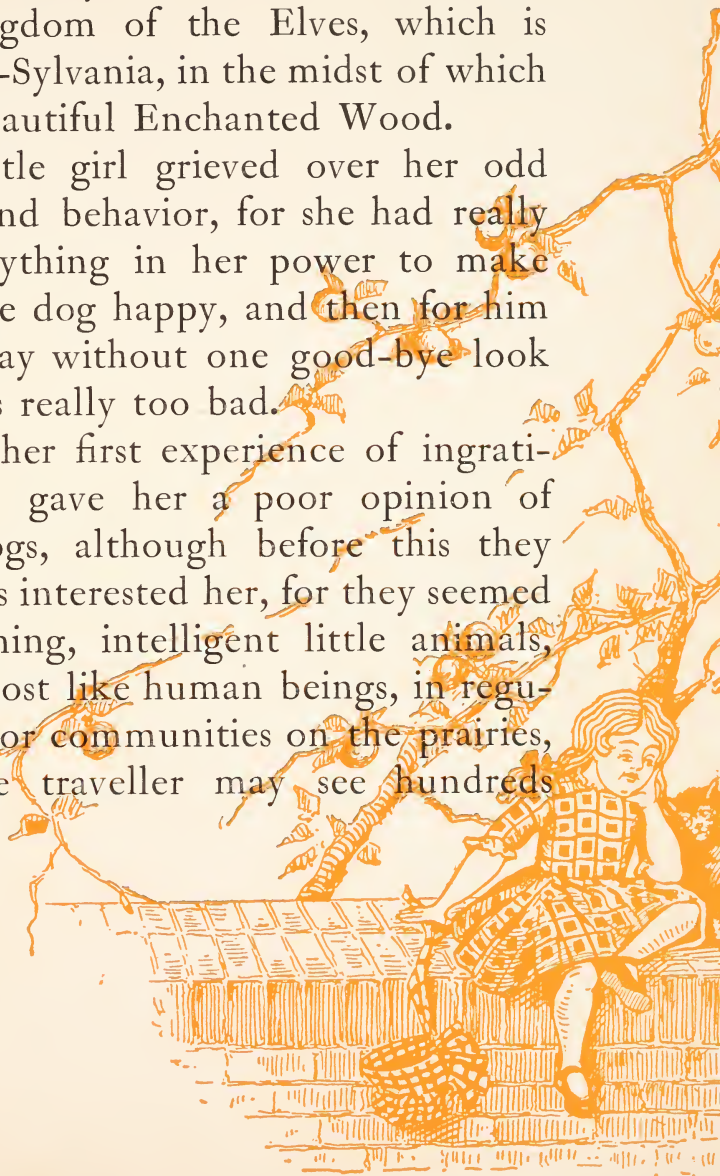 gdom of the Elves, which is
-Sylvania, in the midst of which
autiful Enchanted Wood.
tle girl grieved over her odd
nd behavior, for she had really
ything in her power to make
e dog happy, and then for him
ay without one good-bye look
s really too bad.
her first experience of ingrati-
gave her a poor opinion of
ogs, although before this they
s interested her, for they seemed
ning, intelligent little animals,
ost like human beings, in regu-
or communities on the prairies,
e traveller may see hundreds